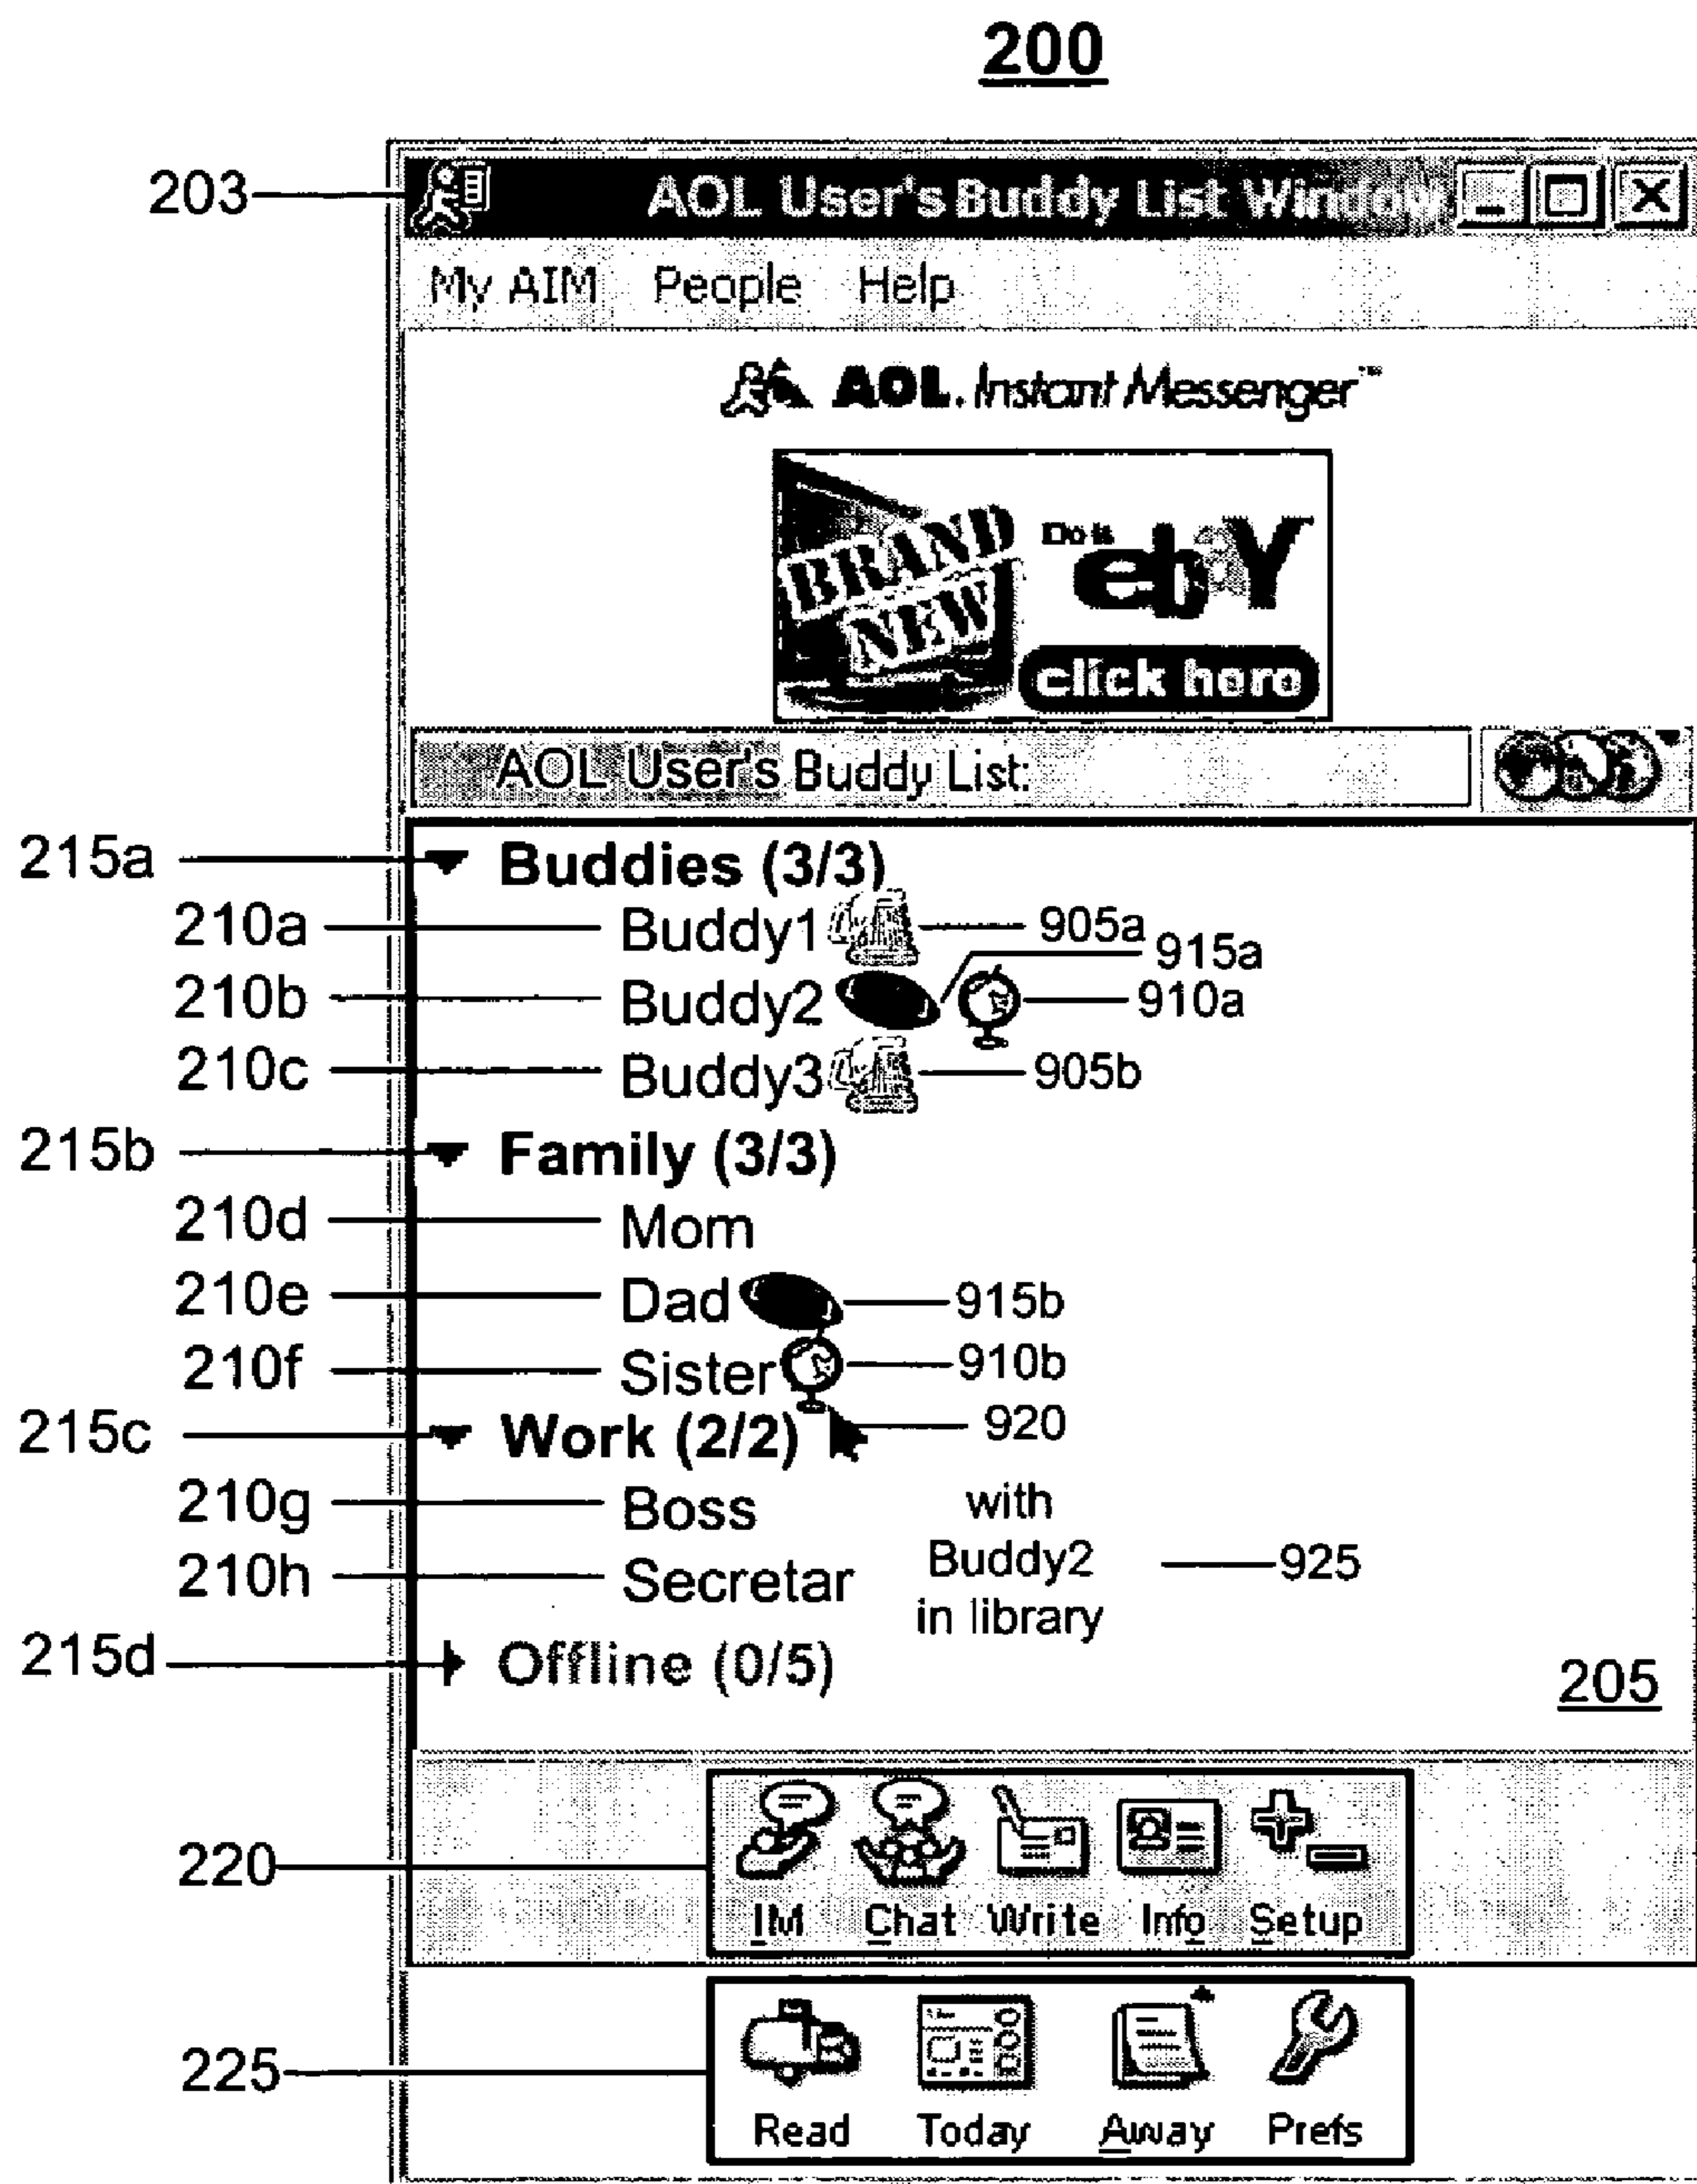 200
203 AOL User's Buddy List Window
My AIM People Help
AOL Instant Messenger™
BRAND NEW
Do it
ebaY
click here
AOL User's Buddy List:
215a Buddies (3/3)
210a Buddy1 905a
915a
210b Buddy2 910a
210c Buddy3 905b
215b Family (3/3)
210d Mom
210e Dad 915b
210f Sister 910b
215c Work (2/2) 920
210g Boss with
Buddy2 925
210h Secretar
in library
215d Offline (0/5)
205
220
IM Chat Write Info Setup
225
Read Today Away Prefs